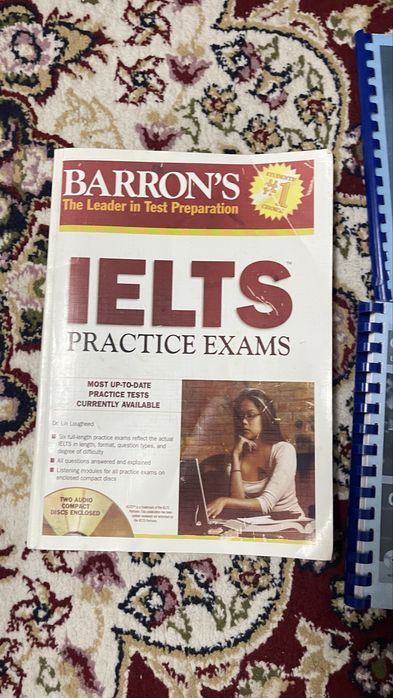 BARRON'S
The Leader in Test Preparation
STUDENTS'
#1
CHOICE
IELTS™
PRACTICE EXAMS
MOST UP-TO-DATE
PRACTICE TESTS
CURRENTLY AVAILABLE
Dr. Lin Lougheed
Six full-length practice exams reflect the actual
IELTS in length, format, question types, and
degree of difficulty
All questions answered and explained
Listening modules for all practice exams on
enclosed compact discs
TWO AUDIO
COMPACT
DISCS ENCLOSED